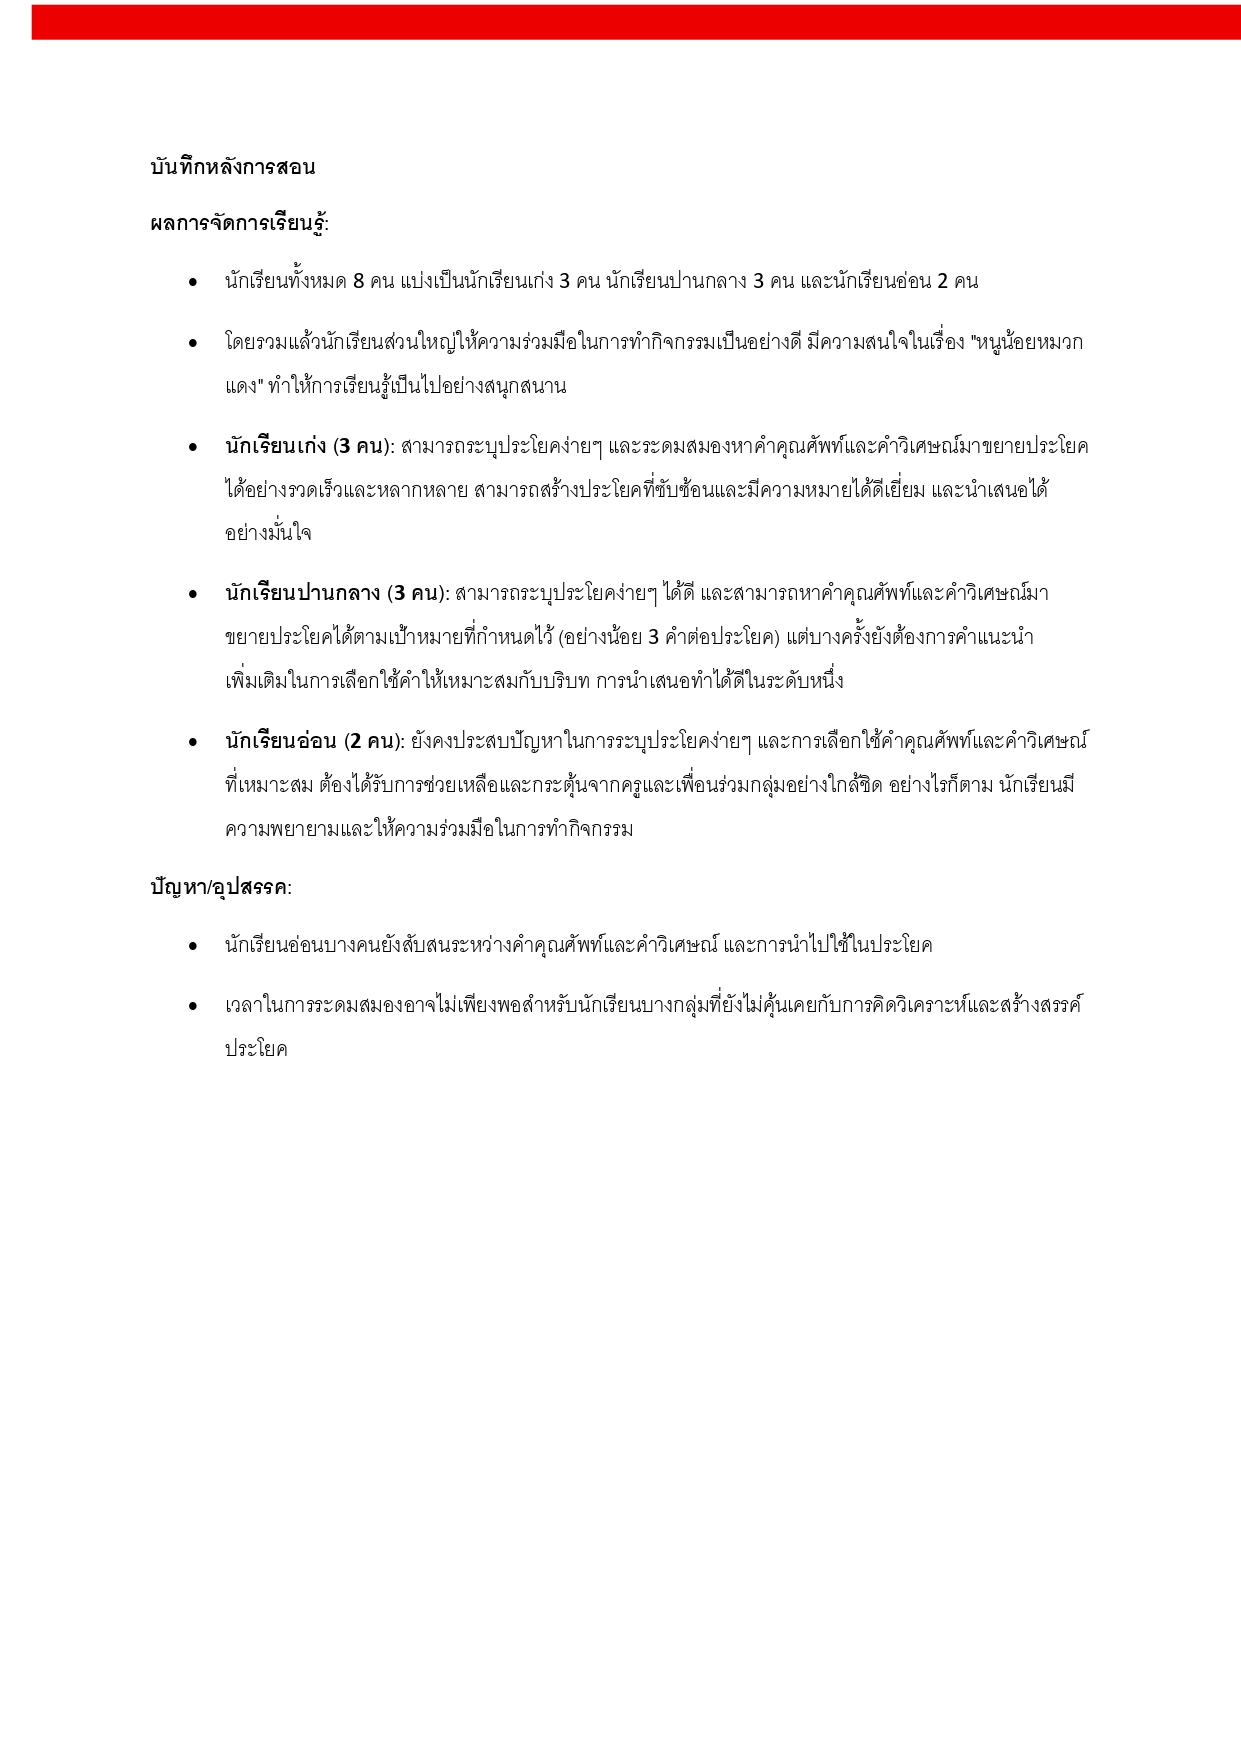 บันทึกหลังการสอน
ผลการจัดการเรียนรู้:
• นักเรียนทั้งหมด 8 คน แบ่งเป็นนักเรียนเก่ง 3 คน นักเรียนปานกลาง 3 คน และนักเรียนอ่อน 2 คน
• โดยรวมแล้วนักเรียนส่วนใหญ่ให้ความร่วมมือในการทำกิจกรรมเป็นอย่างดี มีความสนใจในเรื่อง "หนูน้อยหมวก
แดง" ทำให้การเรียนรู้เป็นไปอย่างสนุกสนาน
• นักเรียนเก่ง (3 คน): สามารถระบุประโยคง่ายๆ และระดมสมองหาคำคุณศัพท์และคำวิเศษณ์มาขยายประโยค
ได้อย่างรวดเร็วและหลากหลาย สามารถสร้างประโยคที่ซับซ้อนและมีความหมายได้ดีเยี่ยม และนำเสนอได้
อย่างมั่นใจ
• นักเรียนปานกลาง (3 คน): สามารถระบุประโยคง่ายๆ ได้ดี และสามารถหาคำคุณศัพท์และคำวิเศษณ์มา
ขยายประโยคได้ตามเป้าหมายที่กำหนดไว้ (อย่างน้อย 3 คำต่อประโยค) แต่บางครั้งยังต้องการคำแนะนำ
เพิ่มเติมในการเลือกใช้คำให้เหมาะสมกับบริบท การนำเสนอทำได้ดีในระดับหนึ่ง
• นักเรียนอ่อน (2 คน): ยังคงประสบปัญหาในการระบุประโยคง่ายๆ และการเลือกใช้คำคุณศัพท์และคำวิเศษณ์
ที่เหมาะสม ต้องได้รับการช่วยเหลือและกระตุ้นจากครูและเพื่อนร่วมกลุ่มอย่างใกล้ชิด อย่างไรก็ตาม นักเรียนมี
ความพยายามและให้ความร่วมมือในการทำกิจกรรม
ปัญหา/อุปสรรค:
• นักเรียนอ่อนบางคนยังสับสนระหว่างคำคุณศัพท์และคำวิเศษณ์ และการนำไปใช้ในประโยค
• เวลาในการระดมสมองอาจไม่เพียงพอสำหรับนักเรียนบางกลุ่มที่ยังไม่คุ้นเคยกับการคิดวิเคราะห์และสร้างสรรค์
ประโยค